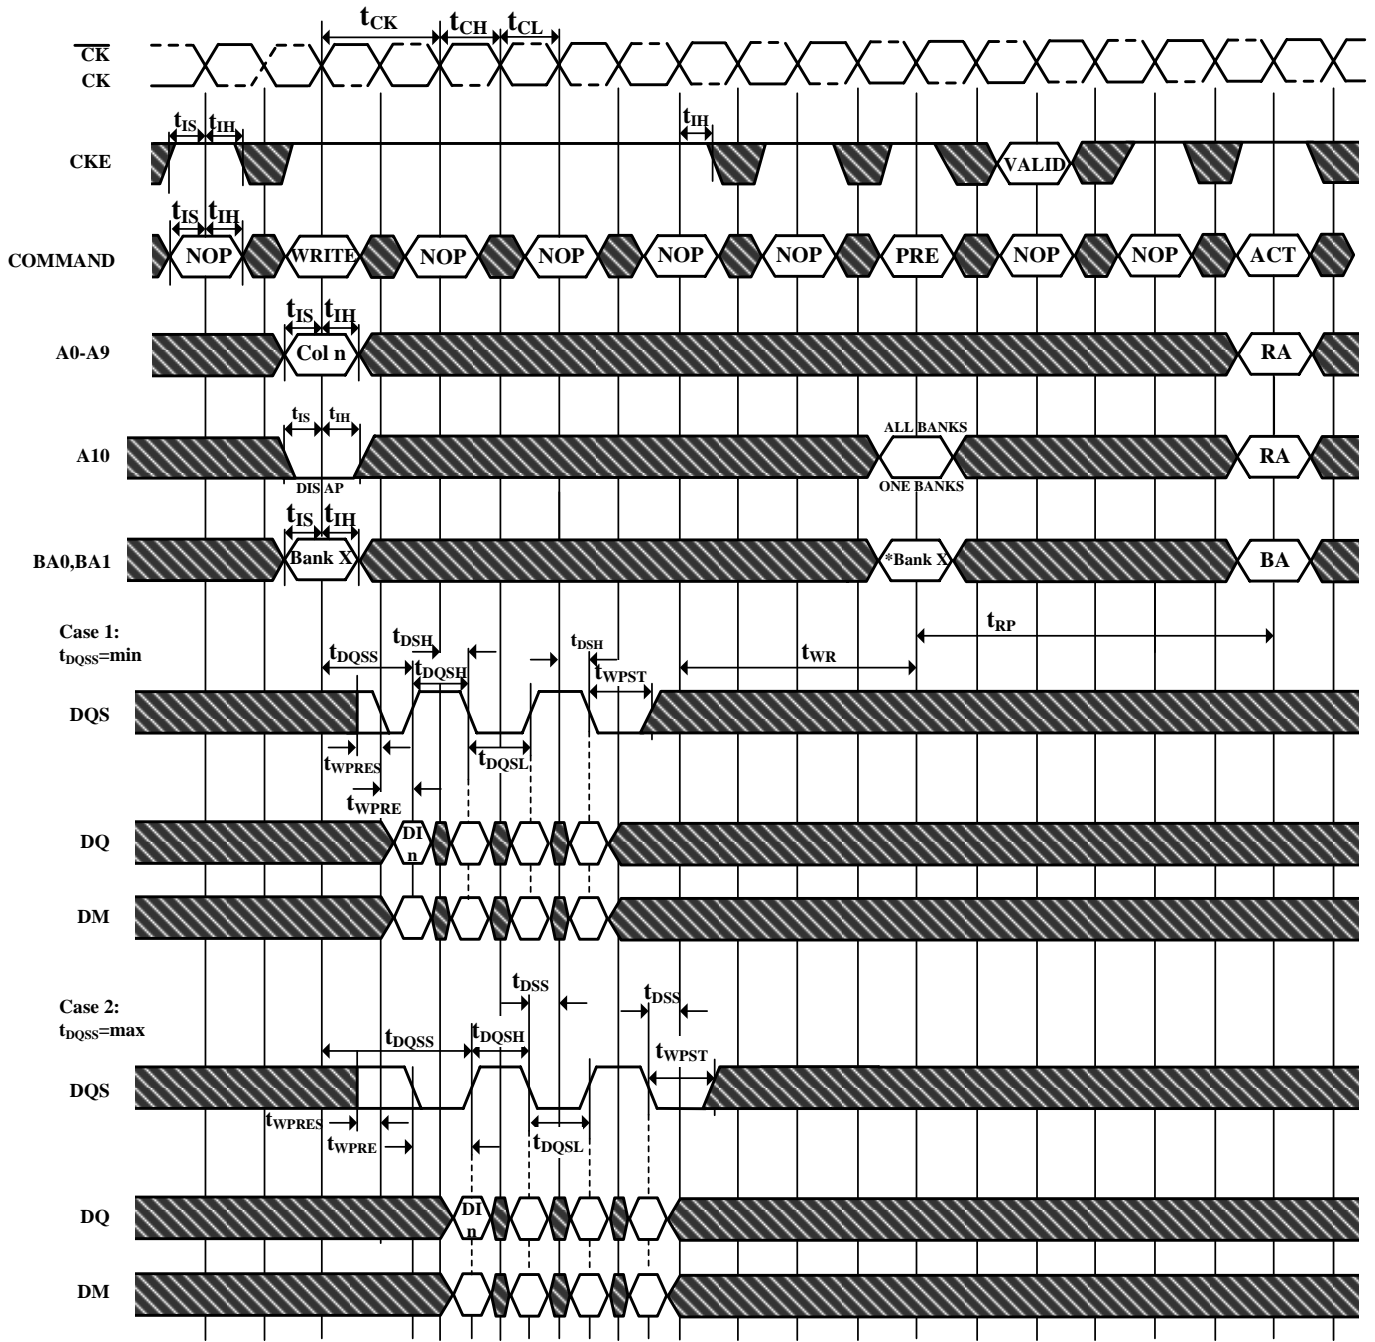 tCK tCH tCL
CK
CK
tIS tIH tIH
CKE VALID
tIS tIH
COMMAND NOP WRITE NOP NOP NOP NOP PRE NOP NOP ACT
tIS tIH
A0-A9 Col n RA
tIS tIH ALL BANKS
A10 RA
DIS AP ONE BANKS
tIS tIH
BA0,BA1 Bank X *Bank X BA
Case 1:
tDQSS=min
tDSH tDSH tRP
tDQSS tDQSH tWPST tWR
DQS
tWPRES tDQSL
tWPRE
DQ DI
n
DM
Case 2:
tDQSS=max
tDSS tDSS
tDQSS tDQSH tWPST
DQS
tWPRES tWPRE tDQSL
DQ DI
n
DM